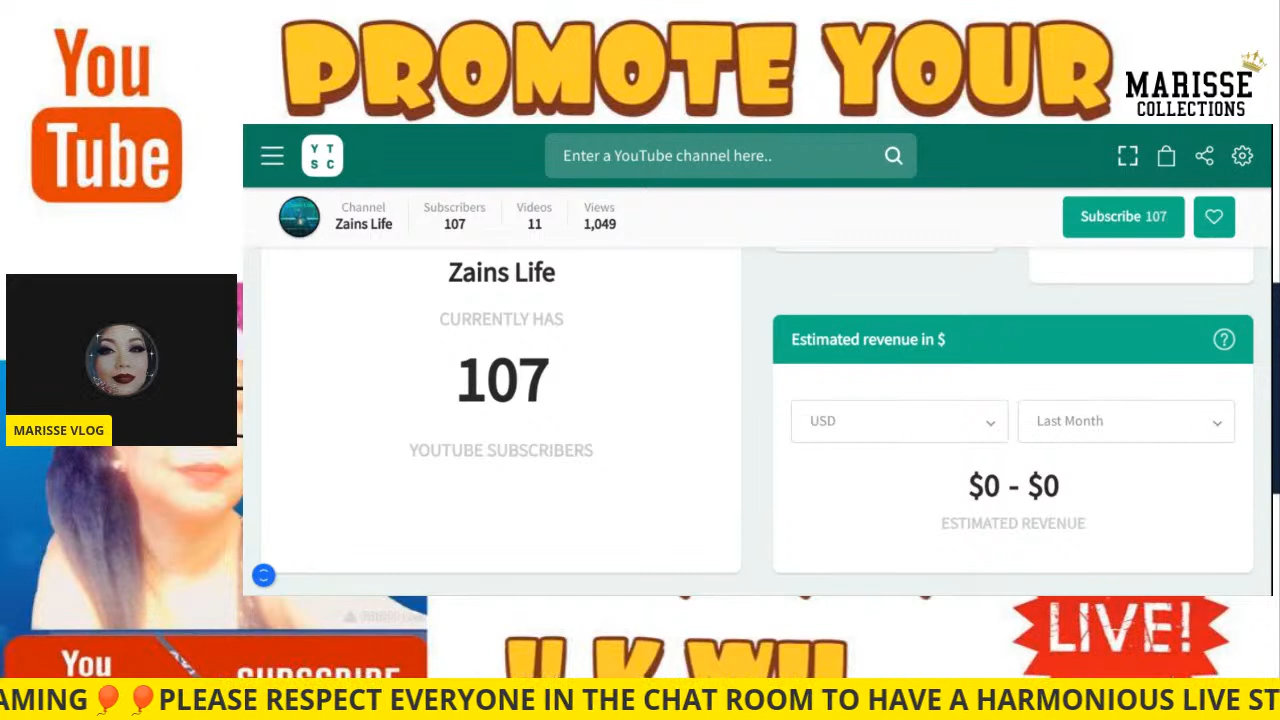 You
Tube
PROMOTE YOUR
MARISSE
COLLECTIONS
Y T
S C
Enter a YouTube channel here..
Channel
Zains Life
Subscribers
107
Videos
11
Views
1,049
Subscribe 107
Zains Life
CURRENTLY HAS
107
YOUTUBE SUBSCRIBERS
Estimated revenue in $
USD
Last Month
$0 - $0
ESTIMATED REVENUE
MARISSE VLOG
LIVE!
You
SUBSCRIBE
AMING🎈🎈PLEASE RESPECT EVERYONE IN THE CHAT ROOM TO HAVE A HARMONIOUS LIVE ST